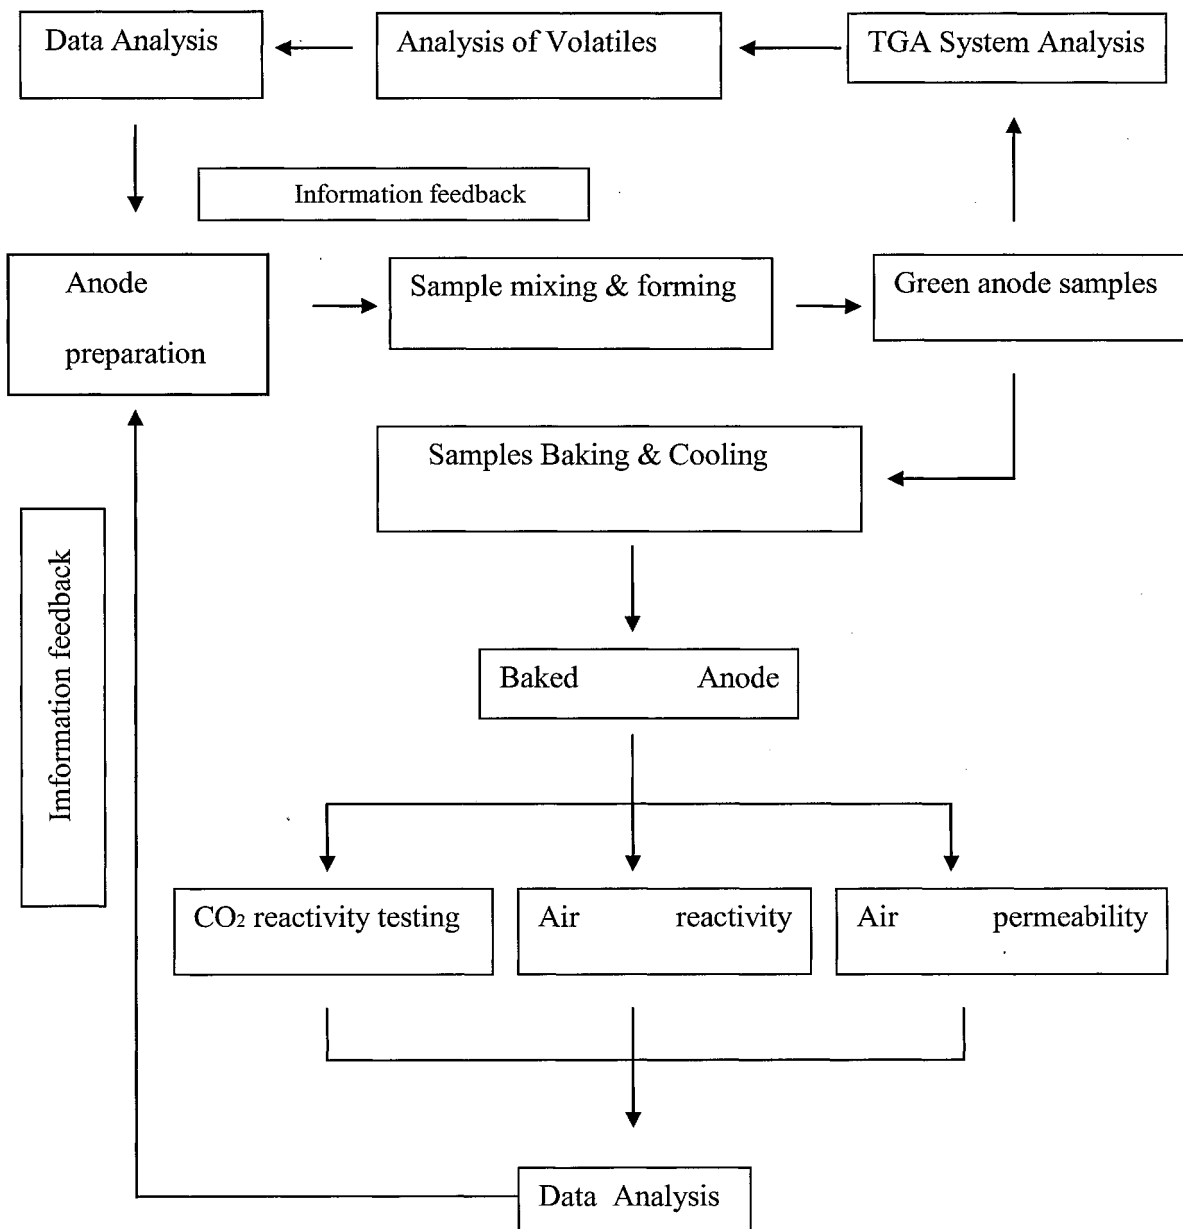 Data Analysis
Analysis of Volatiles
TGA System Analysis
Information feedback
Anode
preparation
Sample mixing & forming
Green anode samples
Samples Baking & Cooling
Imformation feedback
Baked Anode
CO₂ reactivity testing
Air reactivity
Air permeability
Data Analysis